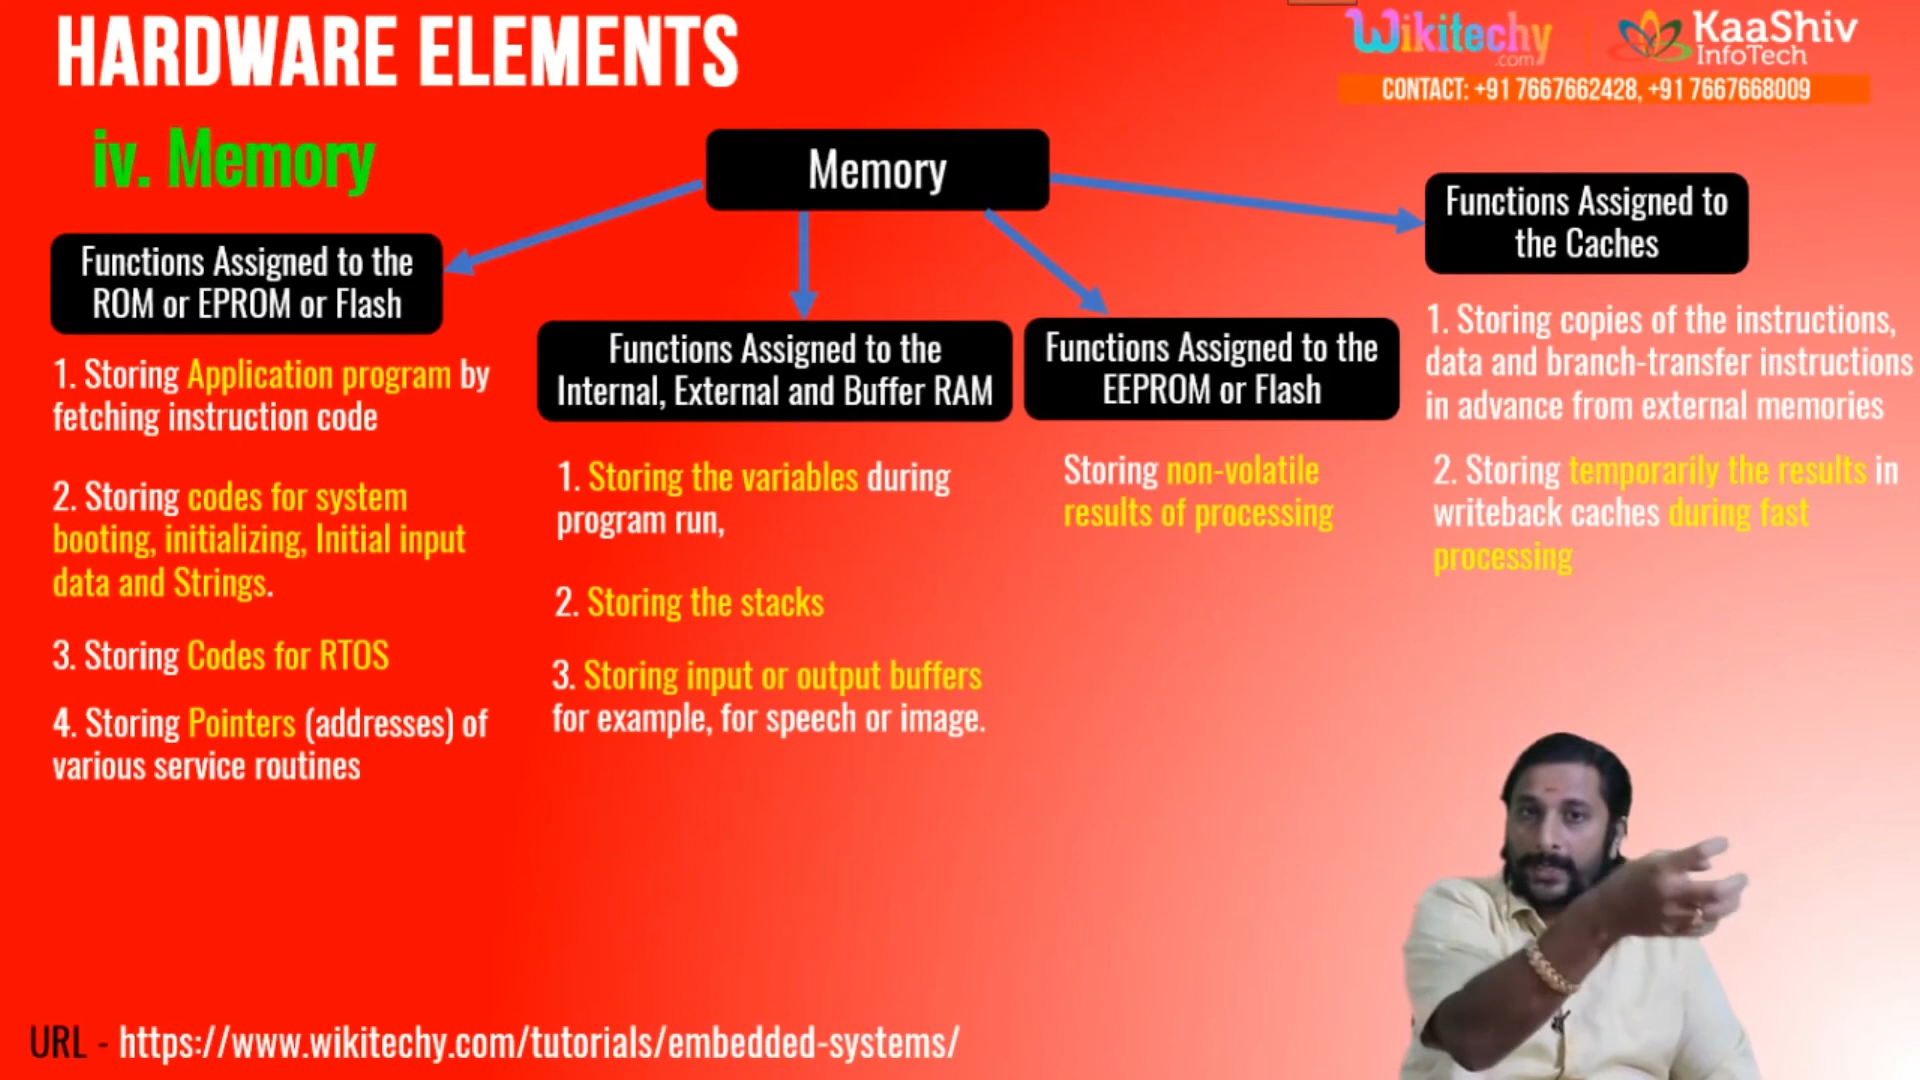 HARDWARE ELEMENTS
Wikitechy
.com
KaaShiv
InfoTech
CONTACT: +91 7667662428, +91 7667668009
iv. Memory
Memory
Functions Assigned to the
ROM or EPROM or Flash
1. Storing Application program by
fetching instruction code
2. Storing codes for system
booting, initializing, Initial input
data and Strings.
3. Storing Codes for RTOS
4. Storing Pointers (addresses) of
various service routines
Functions Assigned to the
Internal, External and Buffer RAM
1. Storing the variables during
program run,
2. Storing the stacks
3. Storing input or output buffers
for example, for speech or image.
Functions Assigned to the
EEPROM or Flash
Storing non-volatile
results of processing
Functions Assigned to
the Caches
1. Storing copies of the instructions,
data and branch-transfer instructions
in advance from external memories
2. Storing temporarily the results in
writeback caches during fast
processing
URL - https://www.wikitechy.com/tutorials/embedded-systems/